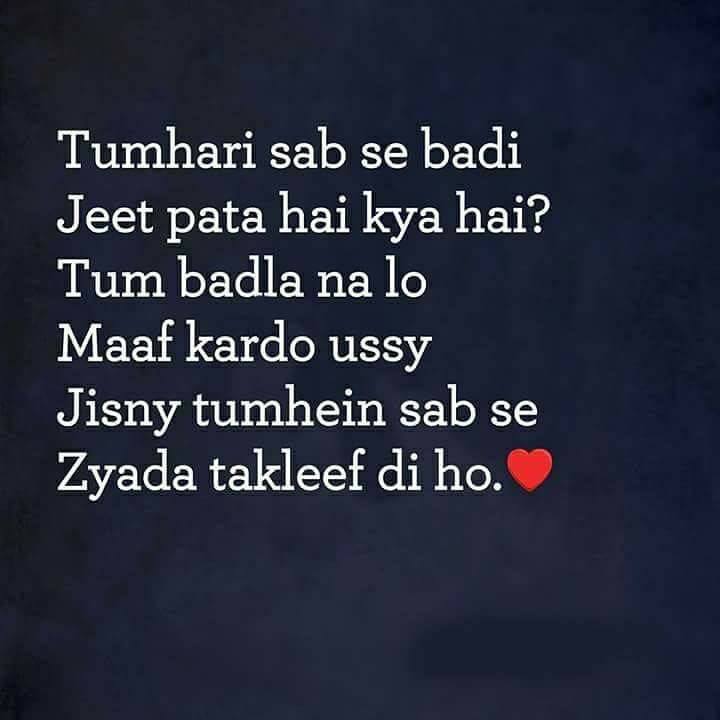 Tumhari sab se badi
Jeet pata hai kya hai?
Tum badla na lo
Maaf kardo ussy
Jisny tumhein sab se
Zyada takleef di ho.♥